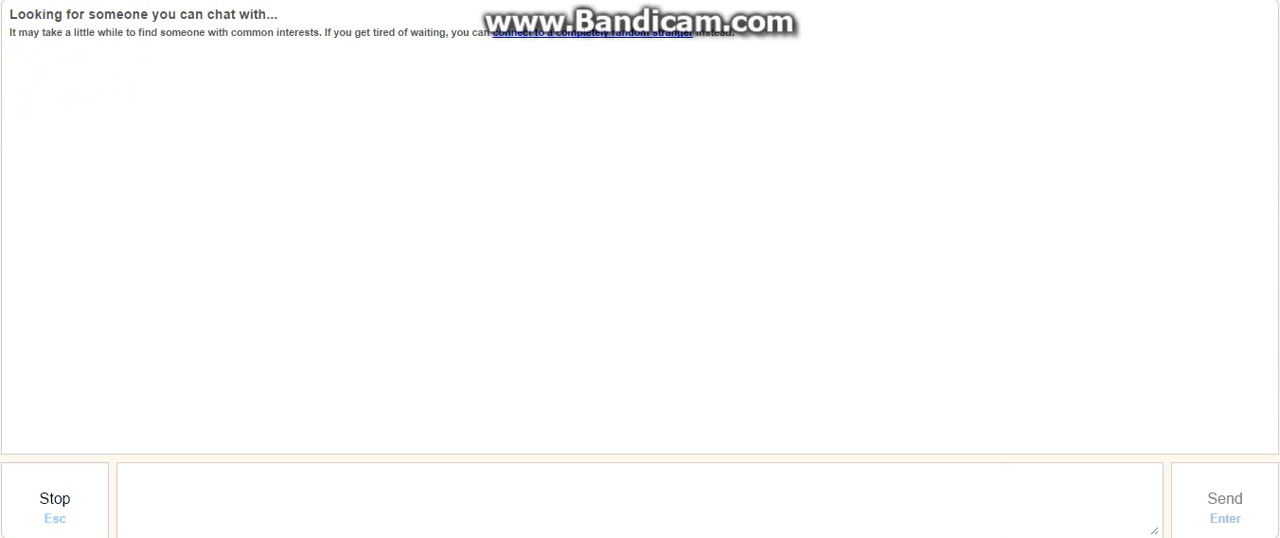 www.Bandicam.com
Looking for someone you can chat with...
It may take a little while to find someone with common interests. If you get tired of waiting, you can connect to a completely random stranger instead.
Stop
Esc
Send
Enter